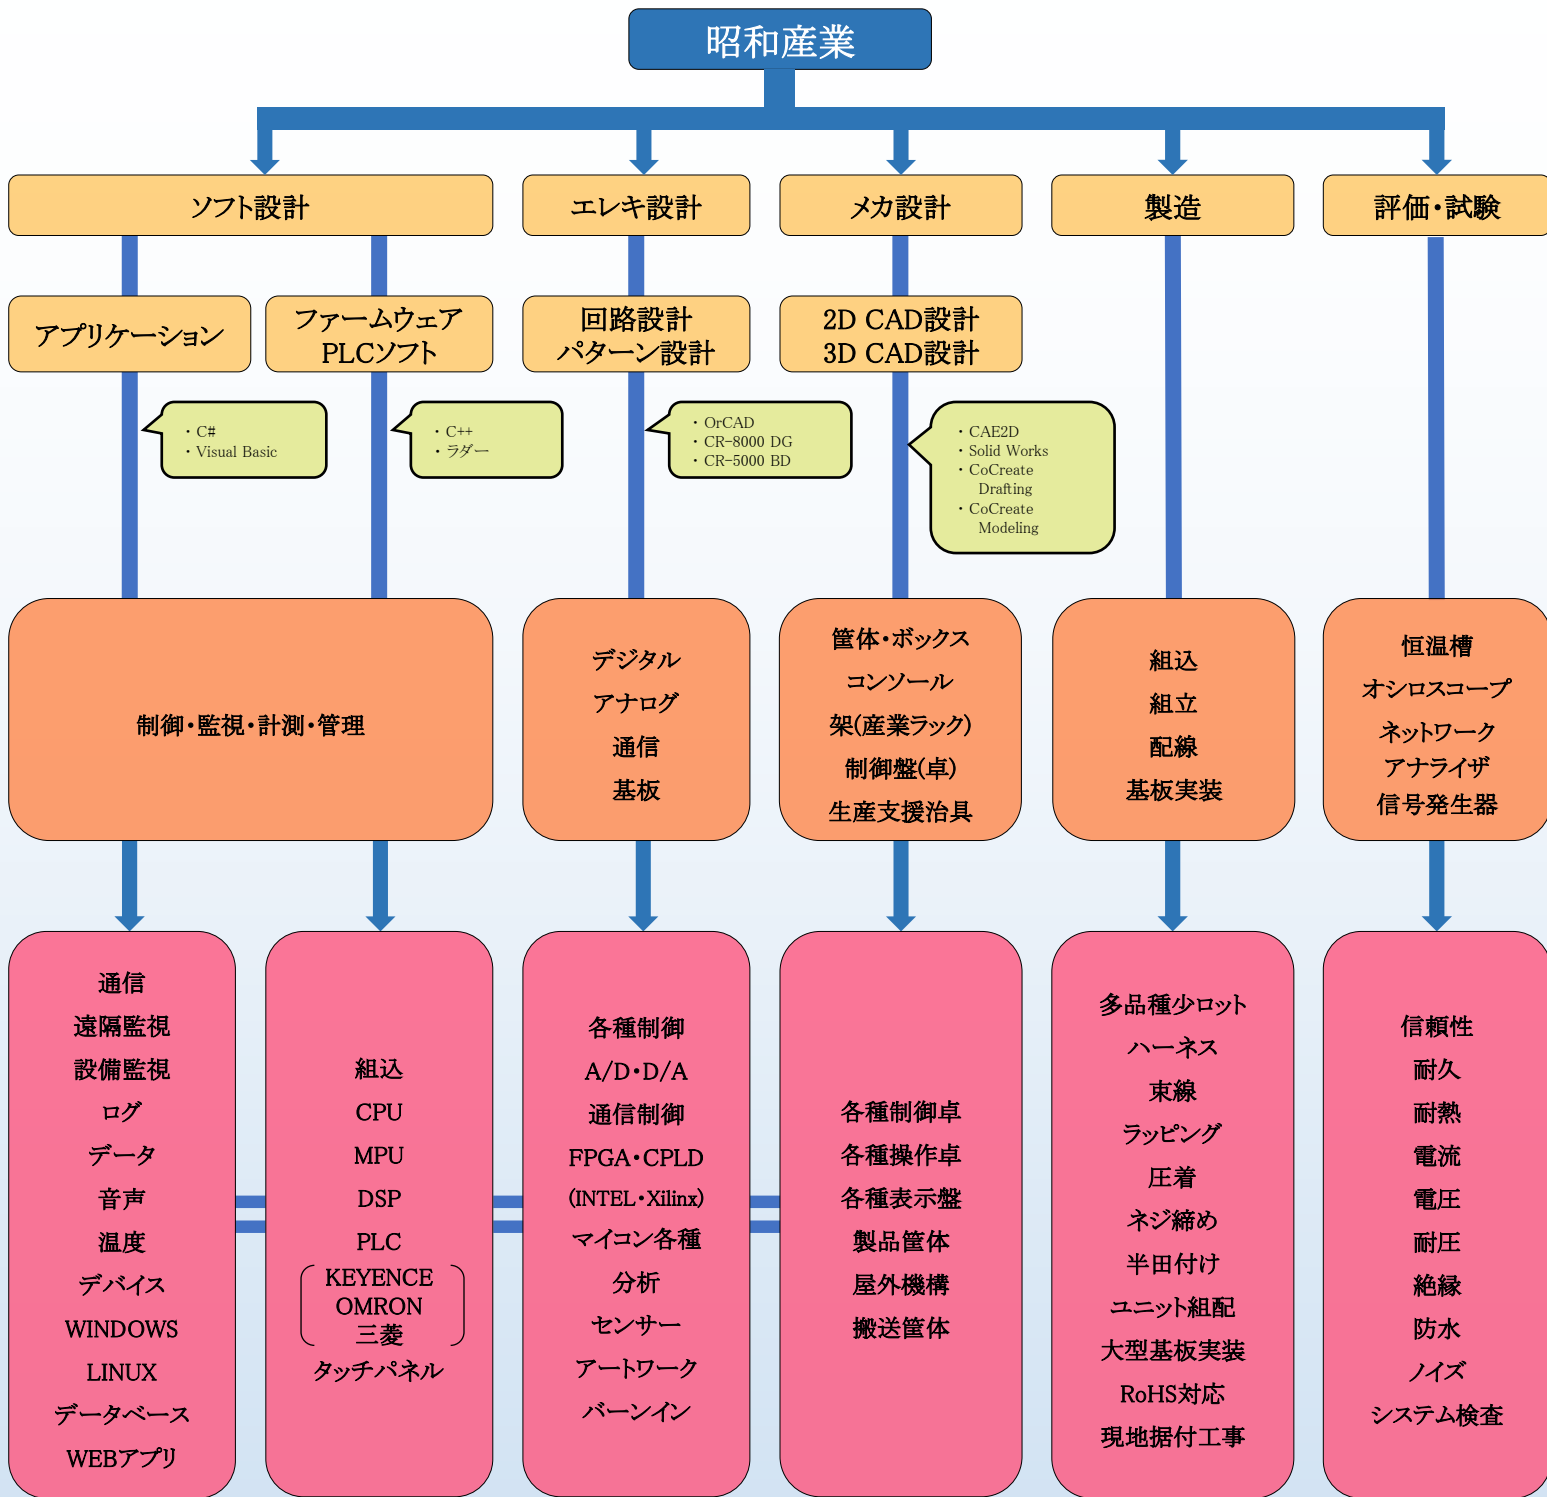 昭和産業
ソフト設計
エレキ設計
メカ設計
製造
評価・試験
アプリケーション
ファームウェア
PLCソフト
回路設計
パターン設計
2D CAD設計
3D CAD設計
・C#
・Visual Basic
・C++
・ラダー
・OrCAD
・CR-8000 DG
・CR-5000 BD
・CAE2D
・Solid Works
・CoCreate
Drafting
・CoCreate
Modeling
制御・監視・計測・管理
デジタル
アナログ
通信
基板
筐体・ボックス
コンソール
架(産業ラック)
制御盤(卓)
生産支援治具
組込
組立
配線
基板実装
恒温槽
オシロスコープ
ネットワーク
アナライザ
信号発生器
通信
遠隔監視
設備監視
ログ
データ
音声
温度
デバイス
WINDOWS
LINUX
データベース
WEBアプリ
組込
CPU
MPU
DSP
PLC
KEYENCE
OMRON
三菱
タッチパネル
各種制御
A/D・D/A
通信制御
FPGA・CPLD
(INTEL・Xilinx)
マイコン各種
分析
センサー
アートワーク
バーンイン
各種制御卓
各種操作卓
各種表示盤
製品筐体
屋外機構
搬送筐体
多品種少ロット
ハーネス
束線
ラッピング
圧着
ネジ締め
半田付け
ユニット組配
大型基板実装
RoHS対応
現地据付工事
信頼性
耐久
耐熱
電流
電圧
耐圧
絶縁
防水
ノイズ
システム検査